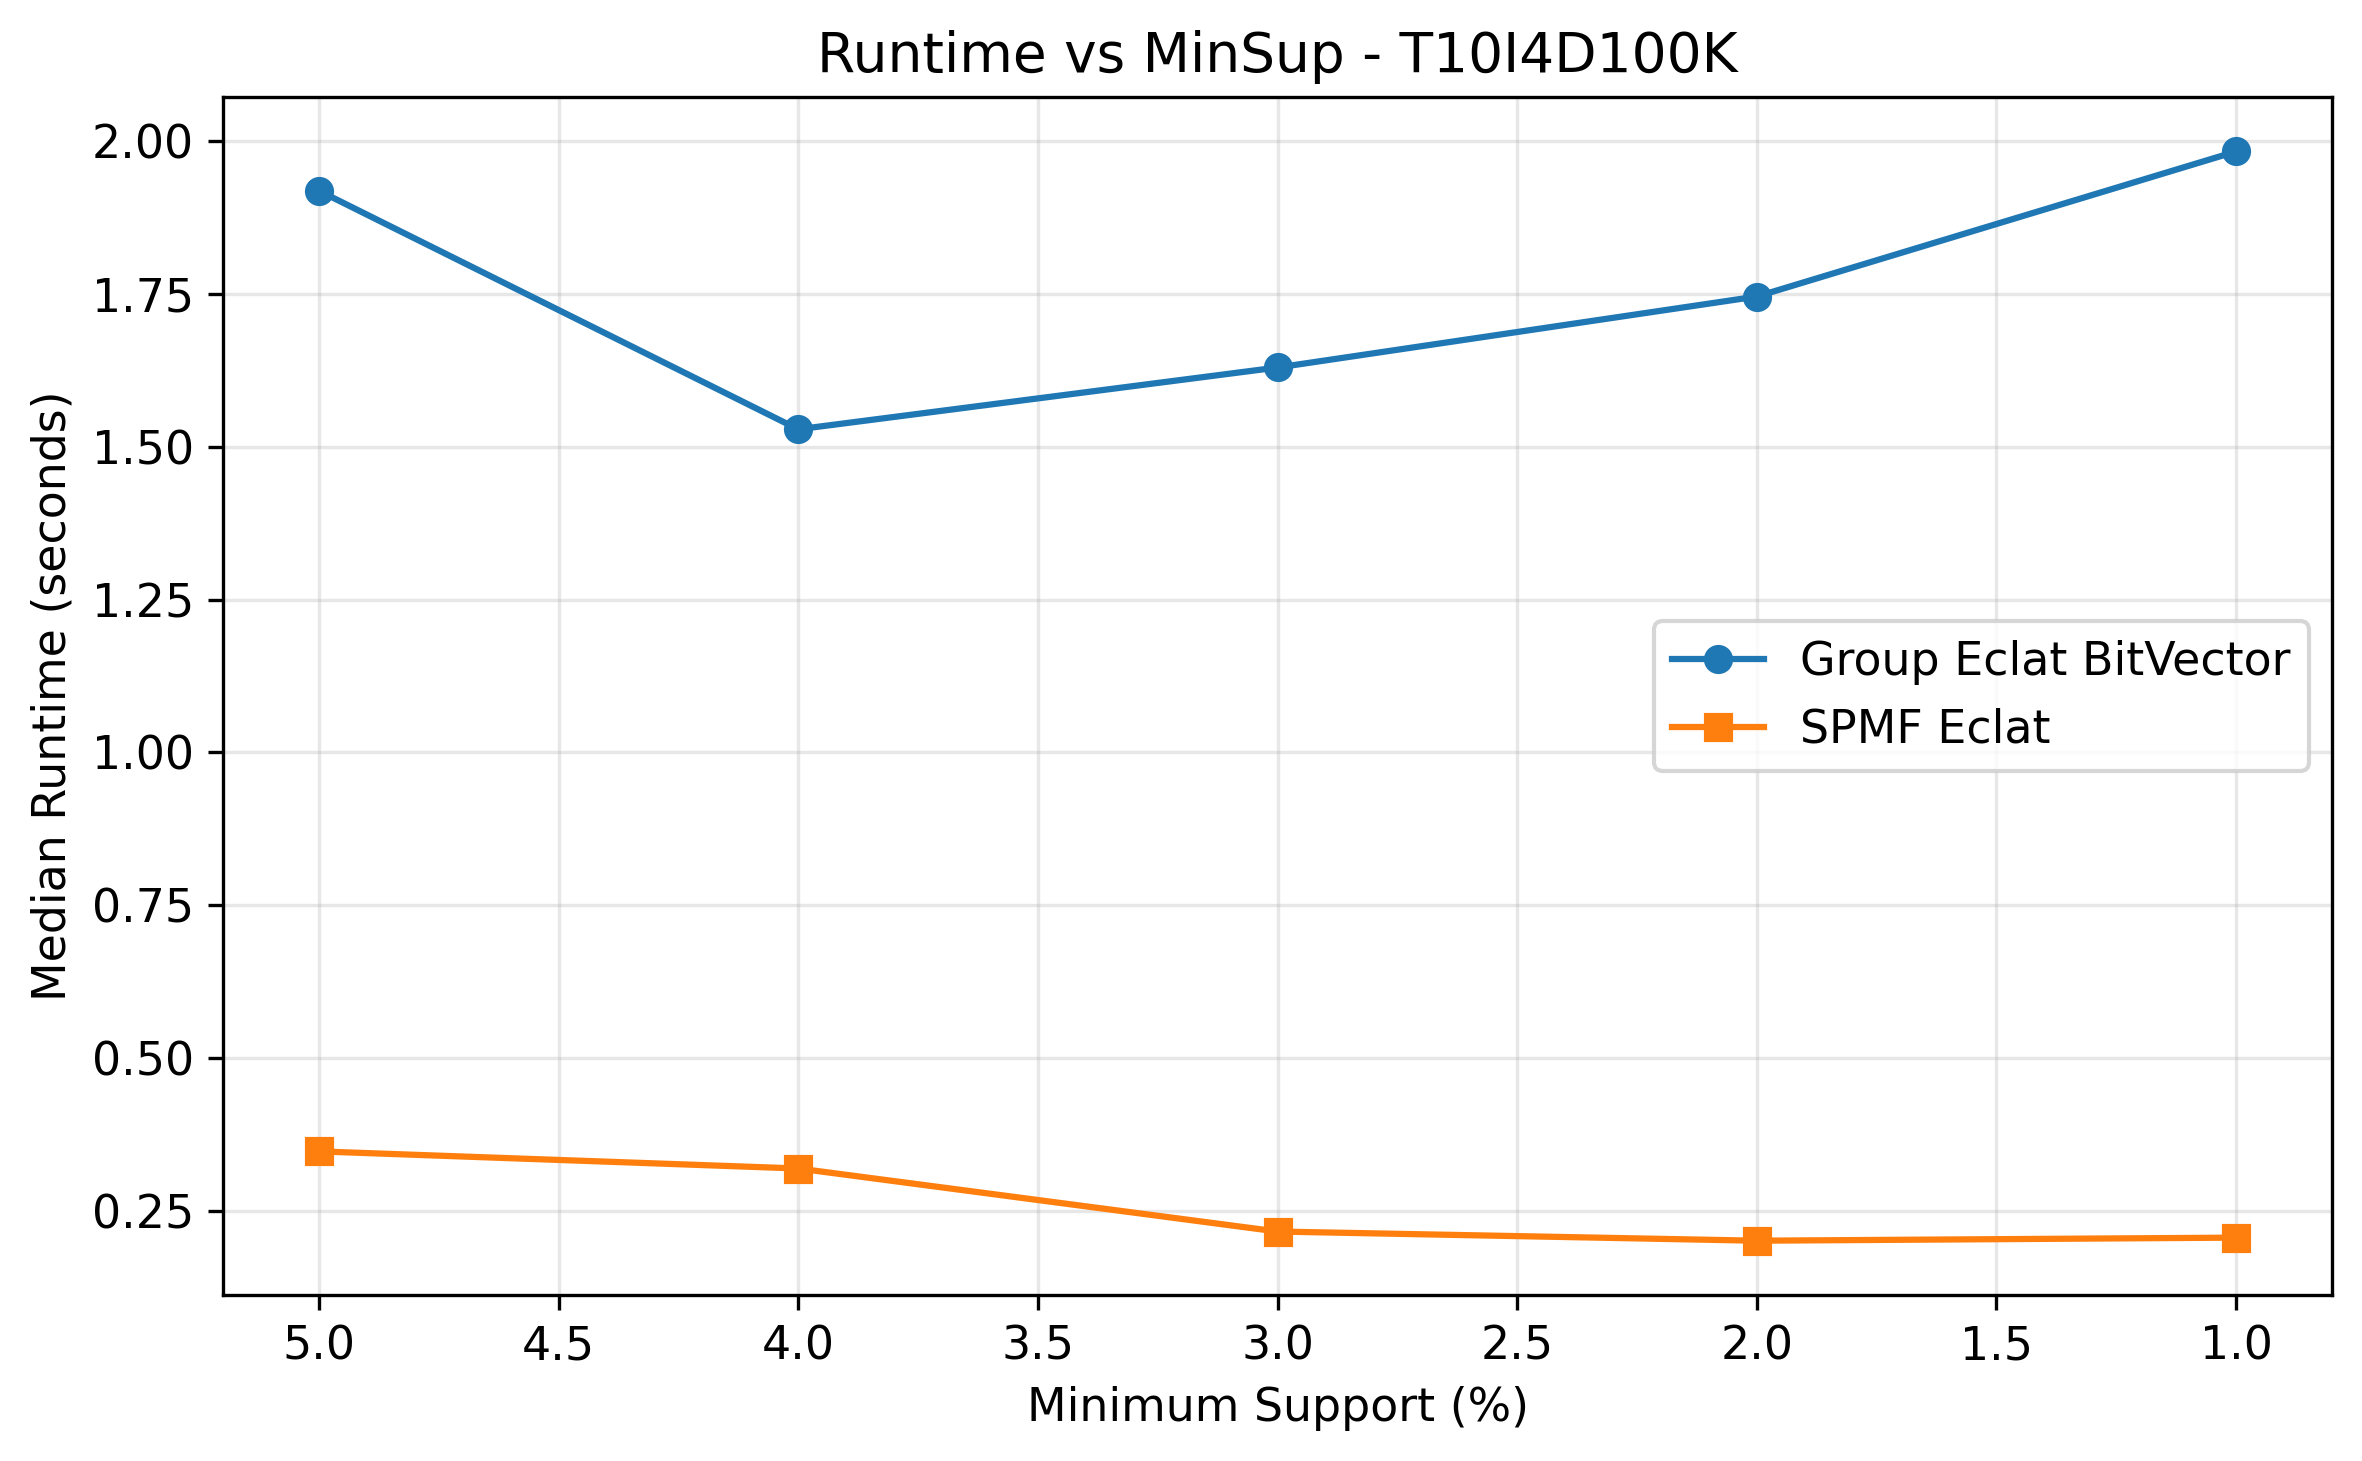 Runtime vs MinSup - T10I4D100K
Median Runtime (seconds)
2.00
1.75
1.50
1.25
1.00
0.75
0.50
0.25
Group Eclat BitVector
SPMF Eclat
5.0 4.5 4.0 3.5 3.0 2.5 2.0 1.5 1.0
Minimum Support (%)